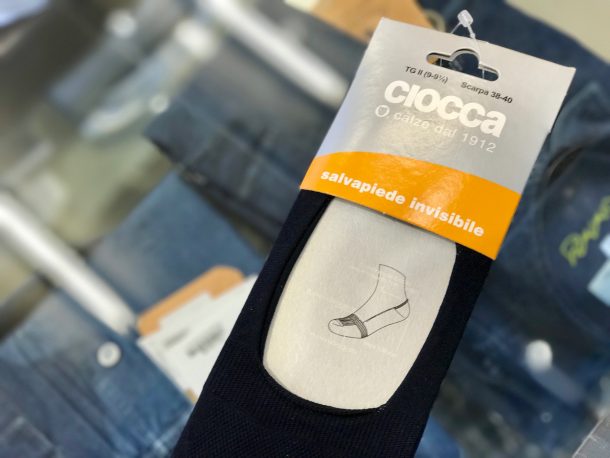 TG II (9-9½) Scarpa 38-40
CIOCCA
calze dal 1912
salvapiede invisibile